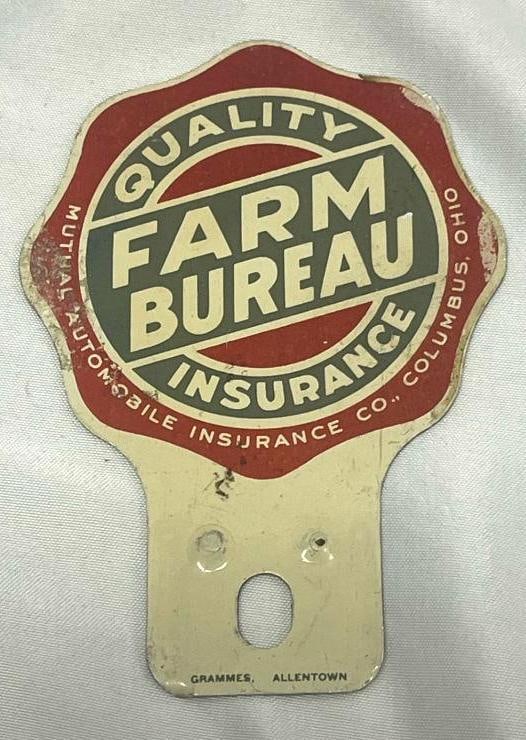 QUALITY
FARM
BUREAU
INSURANCE
MUTUAL AUTOMOBILE INSURANCE CO., COLUMBUS, OHIO
GRAMMES, ALLENTOWN